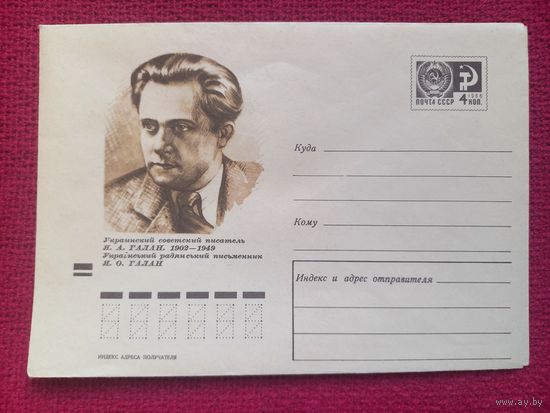 Украинский советский писатель
Я. А. ГАЛАН. 1902—1949
Український радянський письменник
Я. О. ГАЛАН
ПОЧТА СССР
1966
4 КОП.
Куда
Кому
Индекс и адрес отправителя
ИНДЕКС АДРЕСА ПОЛУЧАТЕЛЯ
www.ay.by